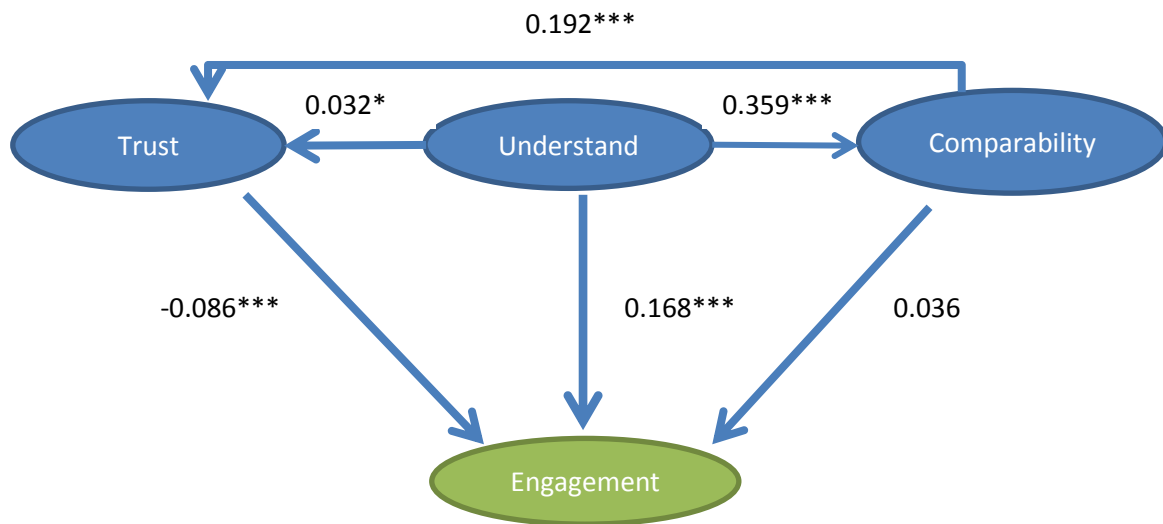 0.192***
0.032*
0.359***
Trust
Understand
Comparability
-0.086***
0.168***
0.036
Engagement